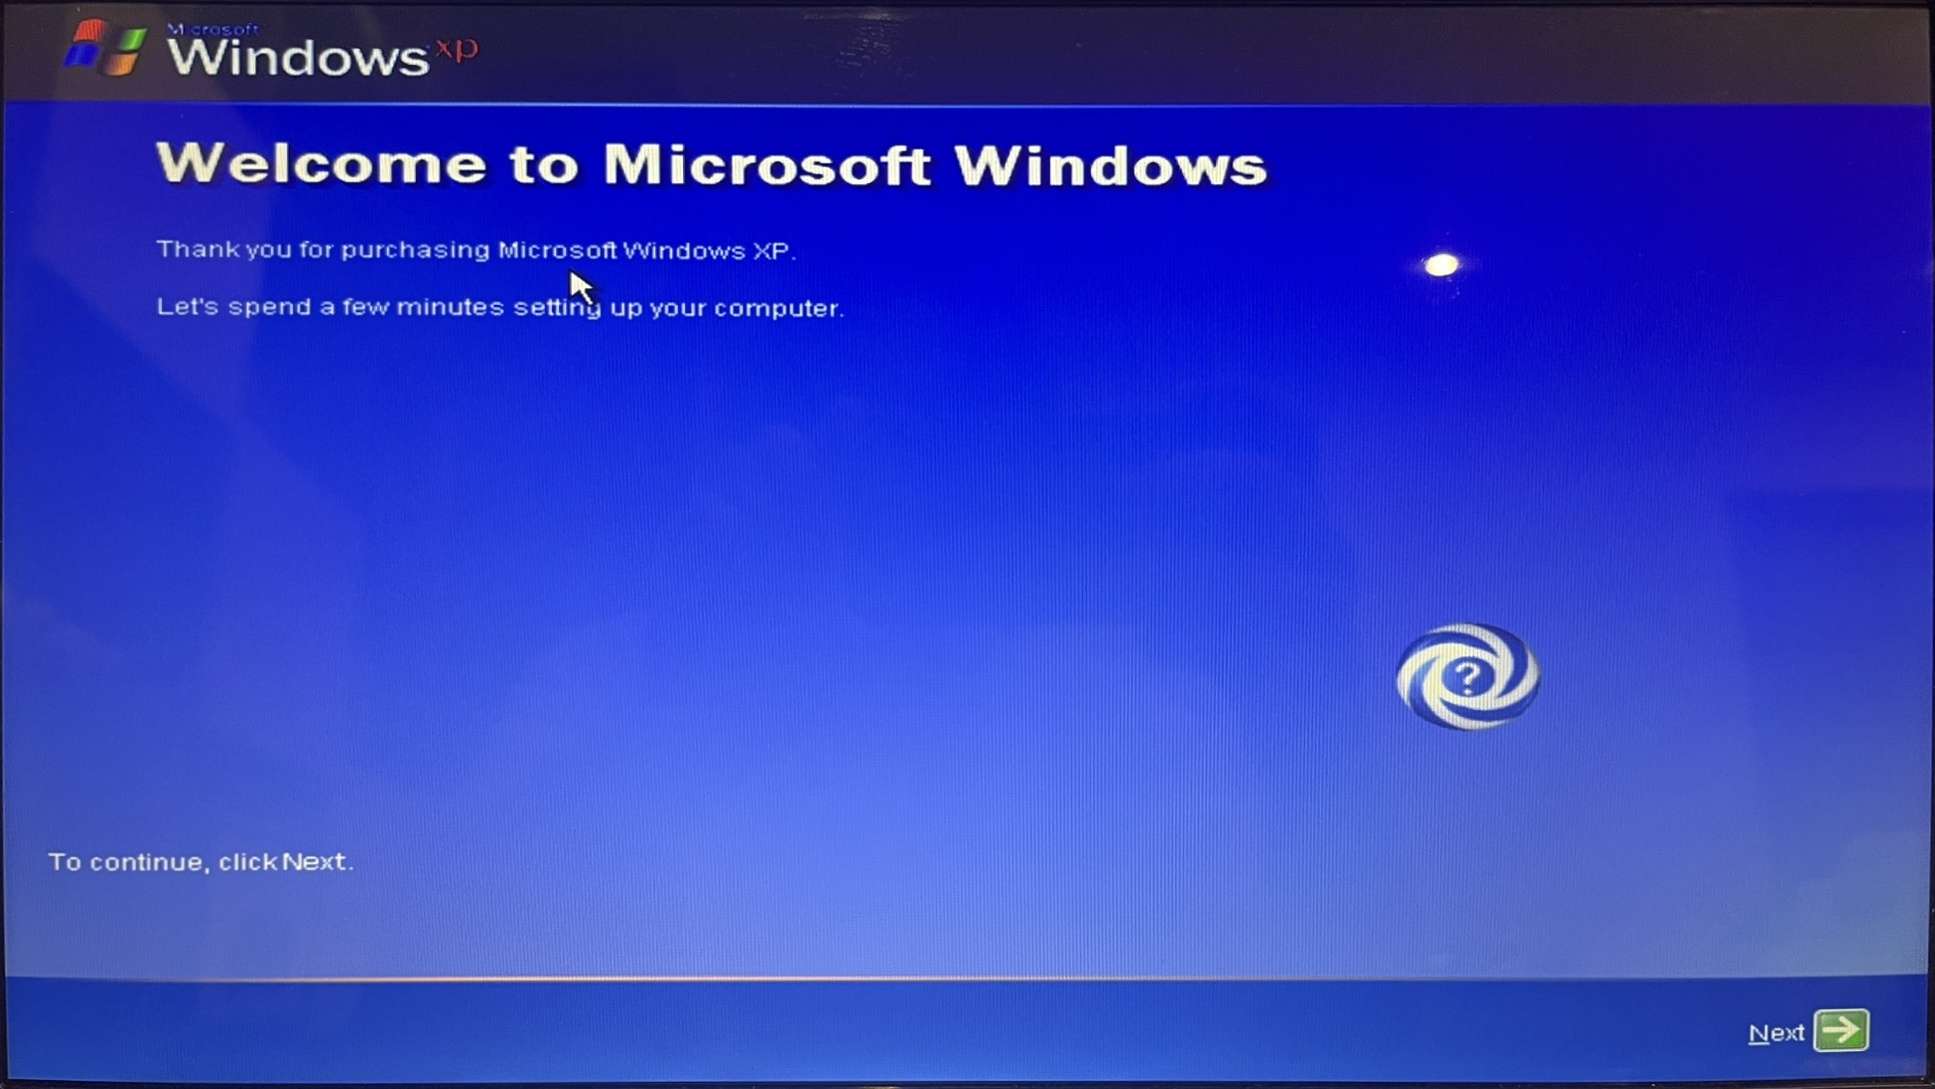 Microsoft
Windows xp
Welcome to Microsoft Windows
Thank you for purchasing Microsoft Windows XP.
Let's spend a few minutes setting up your computer.
?
To continue, click Next.
Next